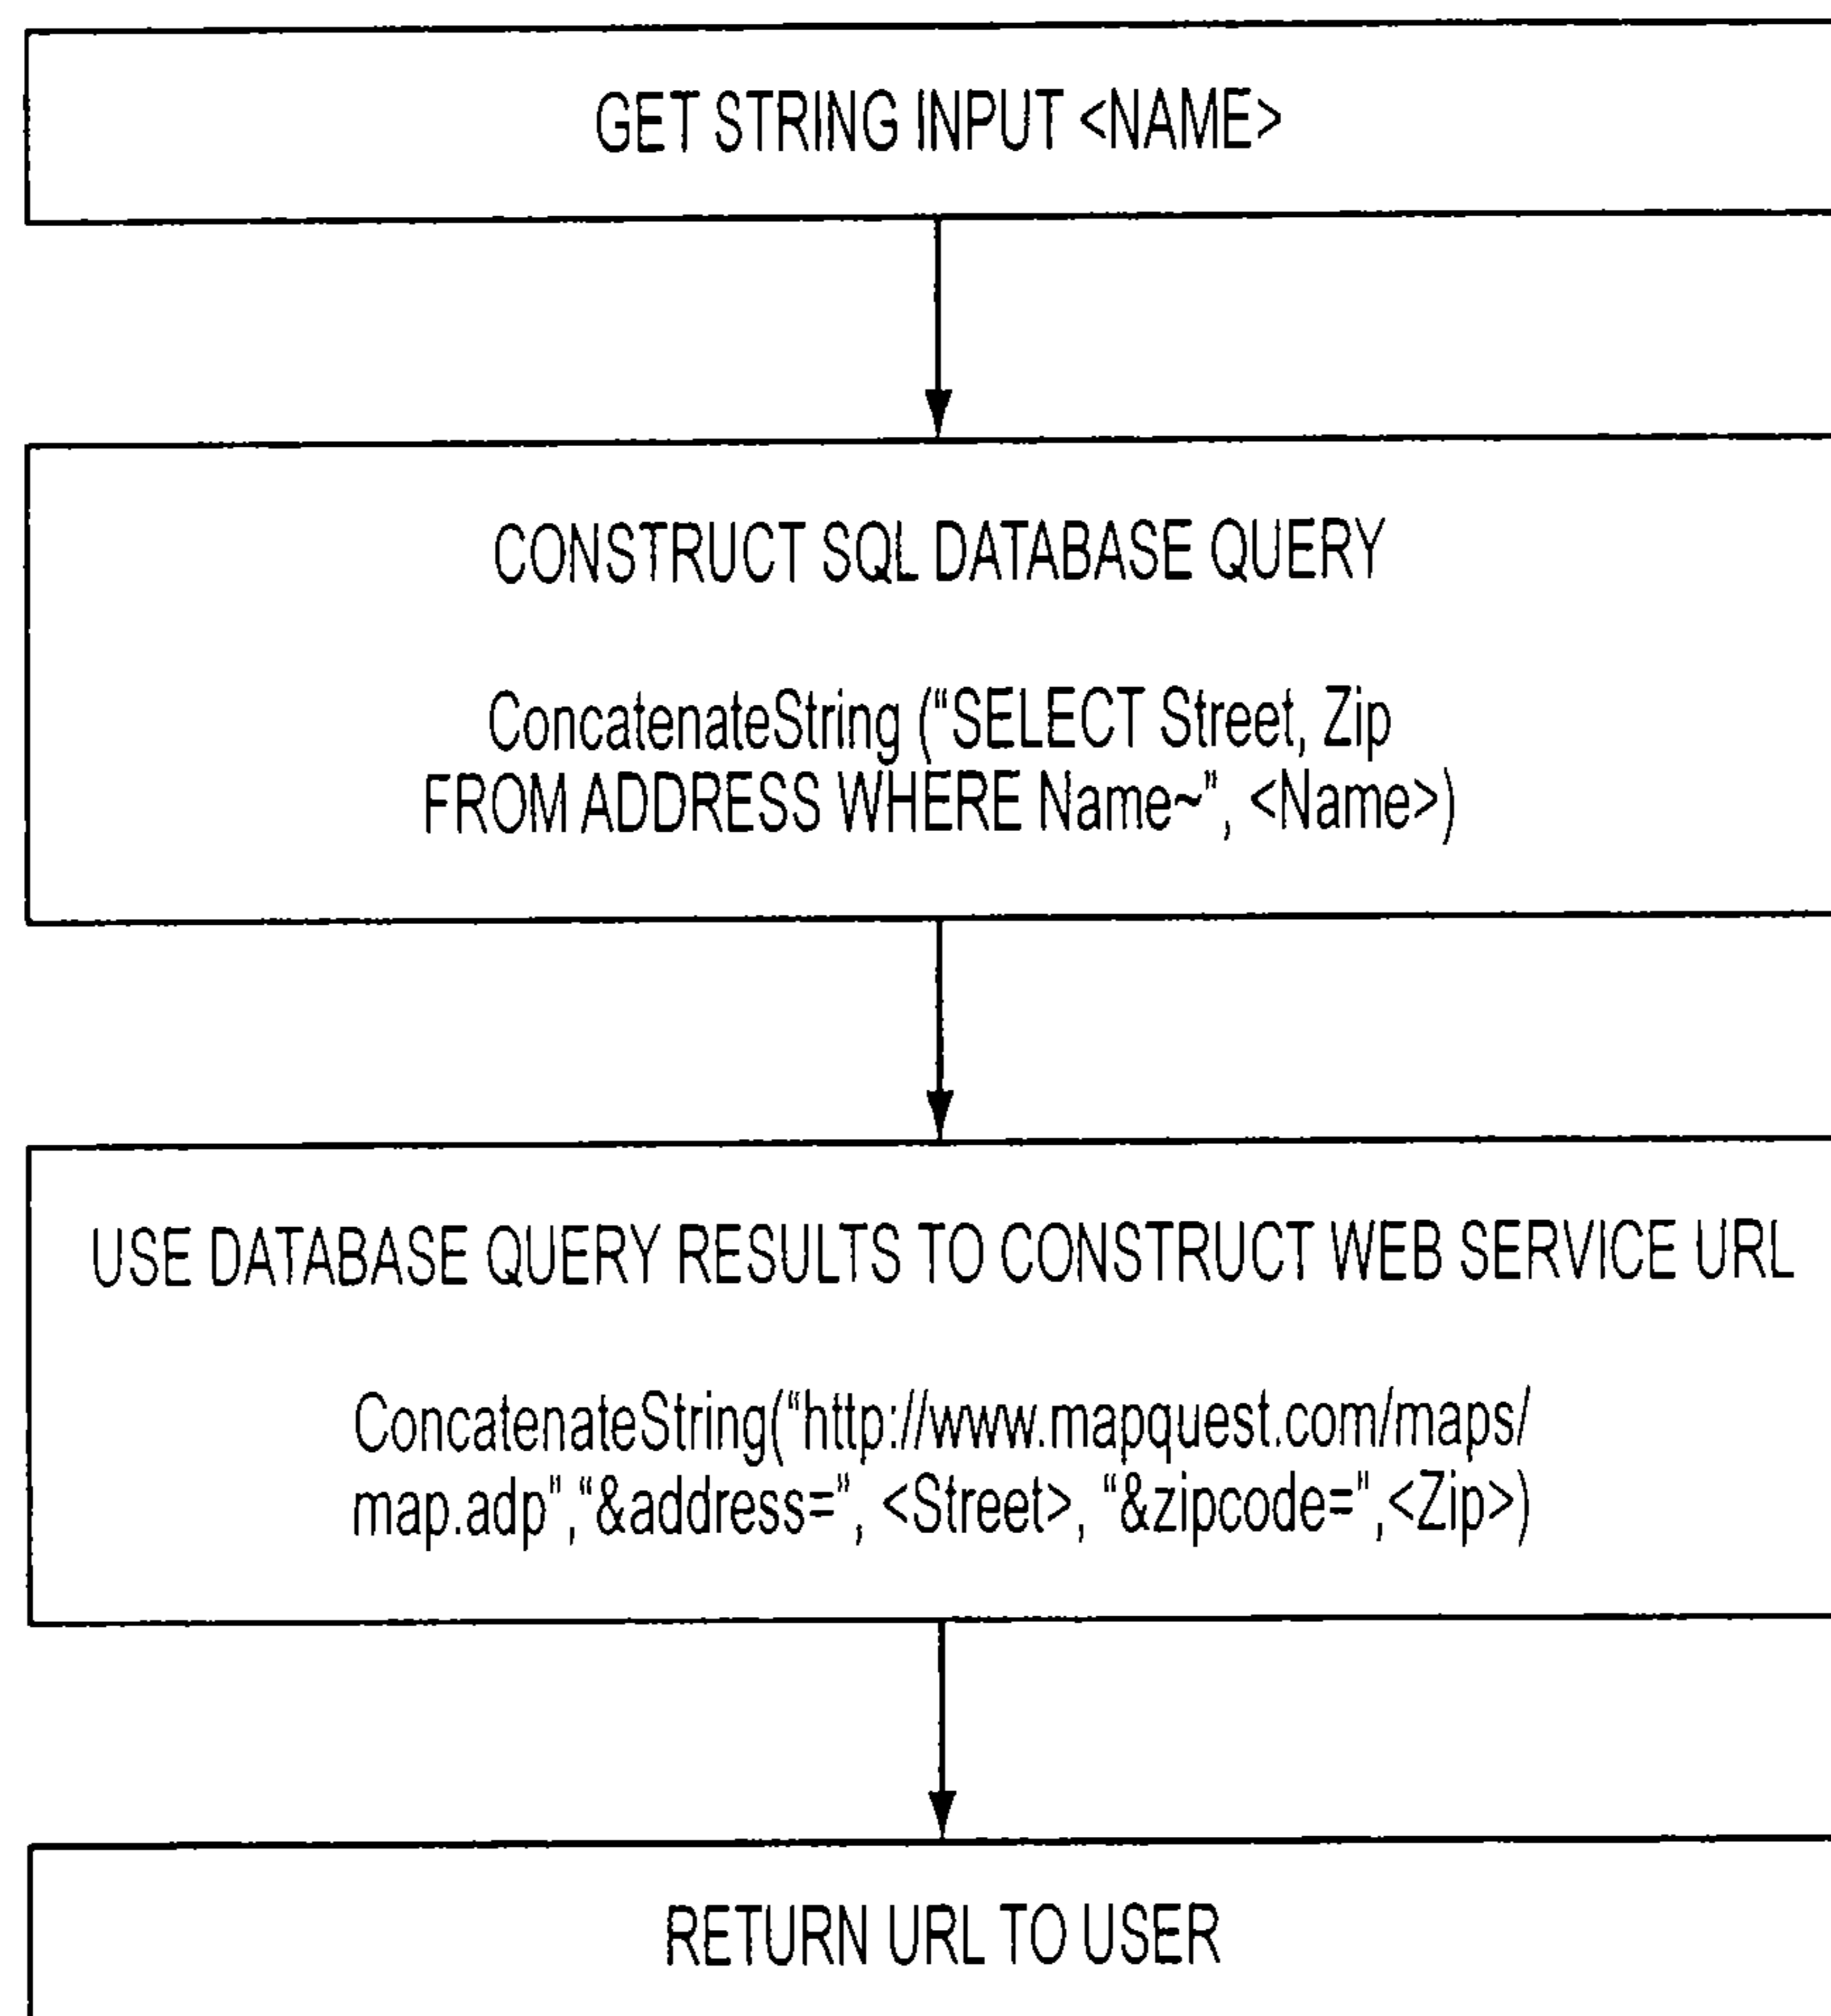 GET STRING INPUT <NAME>
CONSTRUCT SQL DATABASE QUERY
ConcatenateString (“SELECT Street, Zip
FROM ADDRESS WHERE Name~”, <Name>)
USE DATABASE QUERY RESULTS TO CONSTRUCT WEB SERVICE URL
ConcatenateString(“http://www.mapquest.com/maps/
map.adp”,“&address=”, <Street>, “&zipcode=”,<Zip>)
RETURN URL TO USER